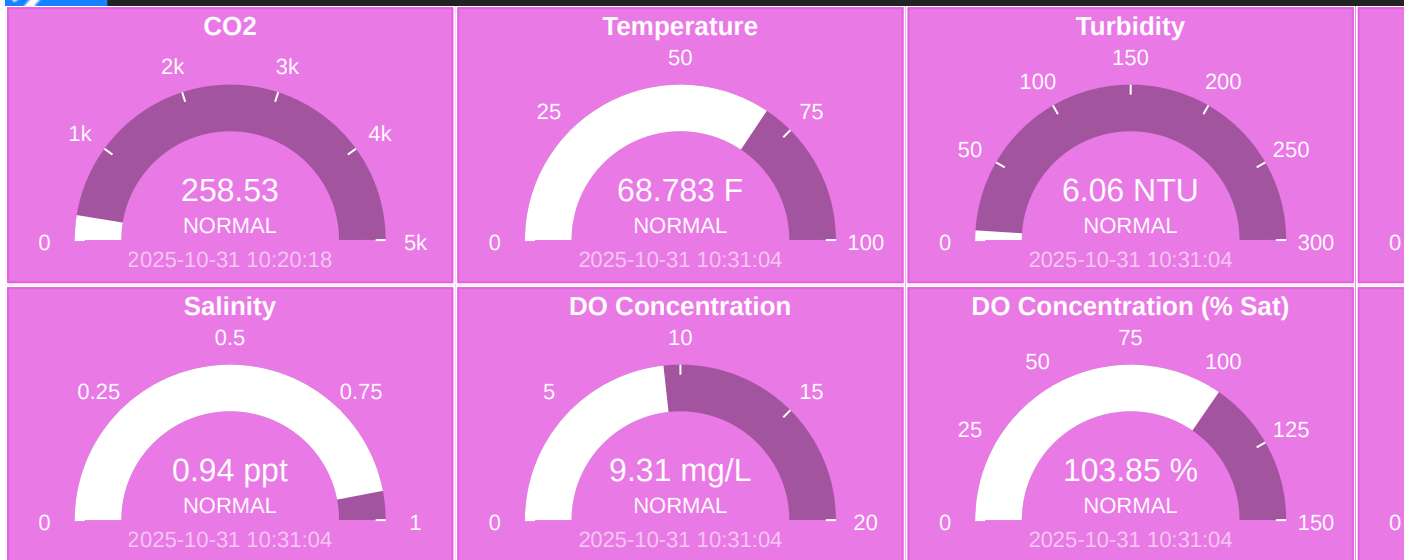 CO2
2k 3k
1k 4k
258.53
NORMAL
0 5k
2025-10-31 10:20:18
Temperature
50
25 75
68.783 F
NORMAL
0 100
2025-10-31 10:31:04
Turbidity
150
100 200
50 250
6.06 NTU
NORMAL
0 300
2025-10-31 10:31:04
0
Salinity
0.5
0.25 0.75
0.94 ppt
NORMAL
0 1
2025-10-31 10:31:04
DO Concentration
10
5 15
9.31 mg/L
NORMAL
0 20
2025-10-31 10:31:04
DO Concentration (% Sat)
75
50 100
25 125
103.85 %
NORMAL
0 150
2025-10-31 10:31:04
0